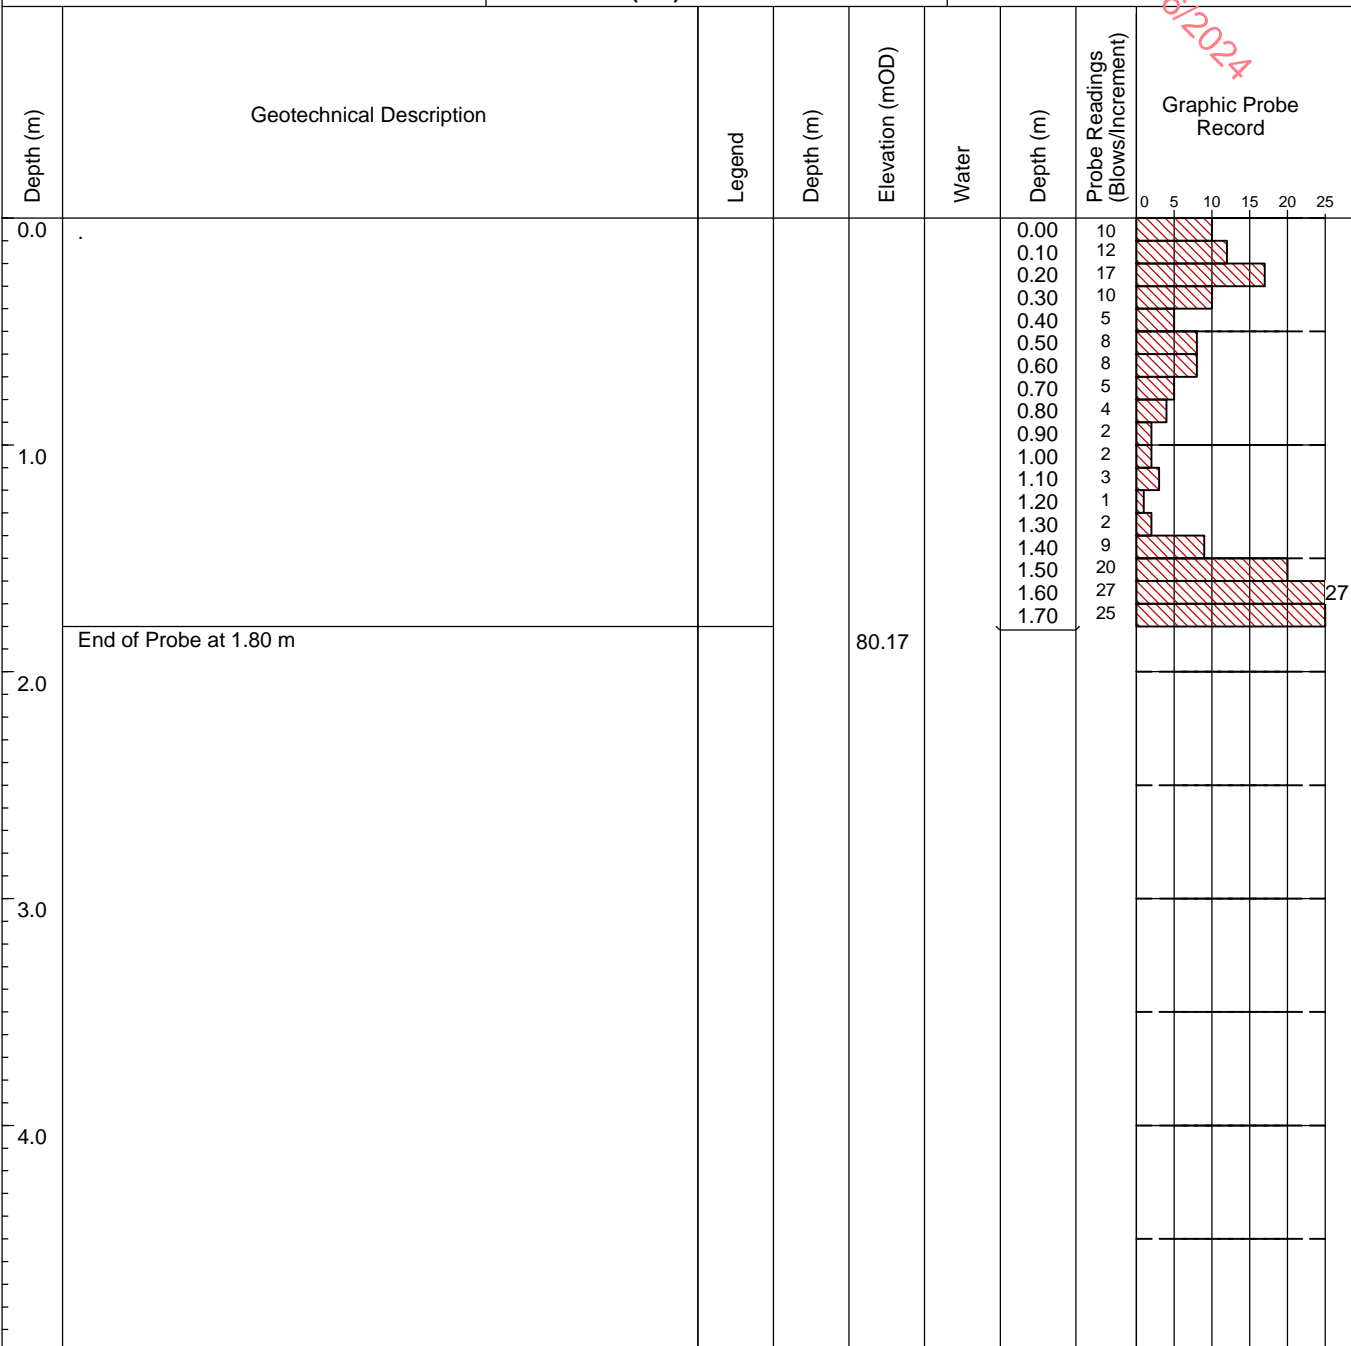 6/2024
Depth (m)
Geotechnical Description
Legend
Depth (m)
Elevation (mOD)
Water
Depth (m)
Probe Readings
(Blows/Increment)
Graphic Probe
Record
0 5 10 15 20 25
0.0 . 0.00 10
0.10 12
0.20 17
0.30 10
0.40 5
0.50 8
0.60 8
0.70 5
0.80 4
0.90 2
1.0 1.00 2
1.10 3
1.20 1
1.30 2
1.40 9
1.50 20
1.60 27 27
1.70 25
End of Probe at 1.80 m 80.17
2.0
3.0
4.0